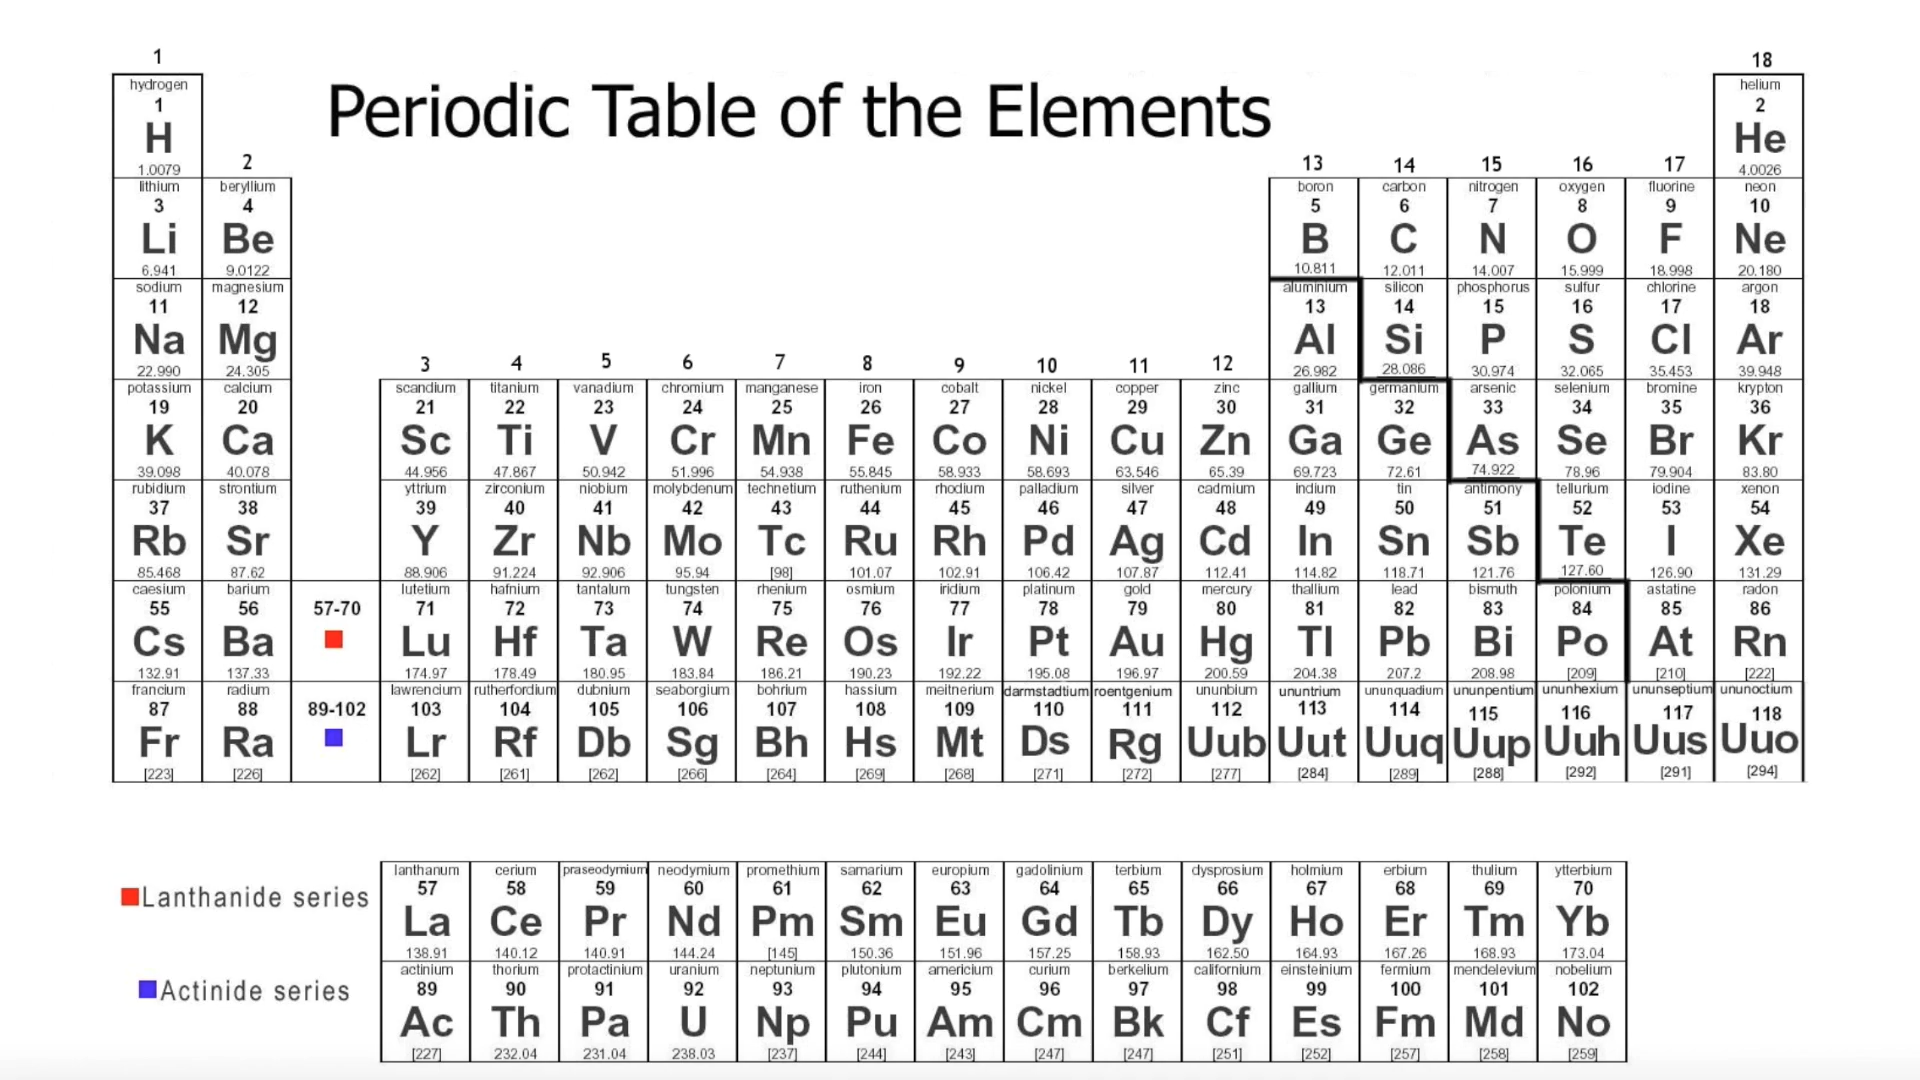 1 18
Periodic Table of the Elements
hydrogen helium
1 2
H He
1.0079 4.0026
2 13 14 15 16 17
lithium beryllium boron carbon nitrogen oxygen fluorine neon
3 4 5 6 7 8 9 10
Li Be B C N O F Ne
6.941 9.0122 10.811 12.011 14.007 15.999 18.998 20.180
sodium magnesium aluminium silicon phosphorus sulfur chlorine argon
11 12 13 14 15 16 17 18
Na Mg Al Si P S Cl Ar
22.990 24.305 26.982 28.086 30.974 32.065 35.453 39.948
3 4 5 6 7 8 9 10 11 12
potassium calcium scandium titanium vanadium chromium manganese iron cobalt nickel copper zinc gallium germanium arsenic selenium bromine krypton
19 20 21 22 23 24 25 26 27 28 29 30 31 32 33 34 35 36
K Ca Sc Ti V Cr Mn Fe Co Ni Cu Zn Ga Ge As Se Br Kr
39.098 40.078 44.956 47.867 50.942 51.996 54.938 55.845 58.933 58.693 63.546 65.39 69.723 72.61 74.922 78.96 79.904 83.80
rubidium strontium yttrium zirconium niobium molybdenum technetium ruthenium rhodium palladium silver cadmium indium tin antimony tellurium iodine xenon
37 38 39 40 41 42 43 44 45 46 47 48 49 50 51 52 53 54
Rb Sr Y Zr Nb Mo Tc Ru Rh Pd Ag Cd In Sn Sb Te I Xe
85.468 87.62 88.906 91.224 92.906 95.94 [98] 101.07 102.91 106.42 107.87 112.41 114.82 118.71 121.76 127.60 126.90 131.29
caesium barium lutetium hafnium tantalum tungsten rhenium osmium iridium platinum gold mercury thallium lead bismuth polonium astatine radon
55 56 57-70 71 72 73 74 75 76 77 78 79 80 81 82 83 84 85 86
Cs Ba Lu Hf Ta W Re Os Ir Pt Au Hg Tl Pb Bi Po At Rn
132.91 137.33 174.97 178.49 180.95 183.84 186.21 190.23 192.22 195.08 196.97 200.59 204.38 207.2 208.98 [209] [210] [222]
francium radium lawrencium rutherfordium dubnium seaborgium bohrium hassium meitnerium darmstadtium roentgenium ununbium ununtrium ununquadium ununpentium ununhexium ununseptium ununoctium
87 88 89-102 103 104 105 106 107 108 109 110 111 112 113 114 115 116 117 118
Fr Ra Lr Rf Db Sg Bh Hs Mt Ds Rg Uub Uut Uuq Uup Uuh Uus Uuo
[223] [226] [262] [261] [262] [266] [264] [269] [268] [271] [272] [277] [284] [289] [288] [292] [291] [294]
lanthanum cerium praseodymium neodymium promethium samarium europium gadolinium terbium dysprosium holmium erbium thulium ytterbium
Lanthanide series 57 58 59 60 61 62 63 64 65 66 67 68 69 70
La Ce Pr Nd Pm Sm Eu Gd Tb Dy Ho Er Tm Yb
138.91 140.12 140.91 144.24 [145] 150.36 151.96 157.25 158.93 162.50 164.93 167.26 168.93 173.04
actinium thorium protactinium uranium neptunium plutonium americium curium berkelium californium einsteinium fermium mendelevium nobelium
Actinide series 89 90 91 92 93 94 95 96 97 98 99 100 101 102
Ac Th Pa U Np Pu Am Cm Bk Cf Es Fm Md No
[227] 232.04 231.04 238.03 [237] [244] [243] [247] [247] [251] [252] [257] [258] [259]